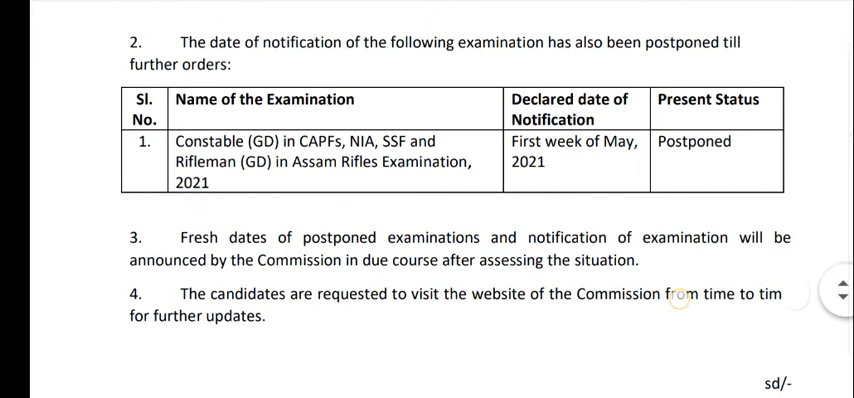 2. The date of notification of the following examination has also been postponed till
further orders:
Sl. Name of the Examination Declared date of Present Status
No. Notification
1. Constable (GD) in CAPFs, NIA, SSF and First week of May, Postponed
Rifleman (GD) in Assam Rifles Examination, 2021
2021
3. Fresh dates of postponed examinations and notification of examination will be
announced by the Commission in due course after assessing the situation.
4. The candidates are requested to visit the website of the Commission from time to tim
for further updates.
sd/-